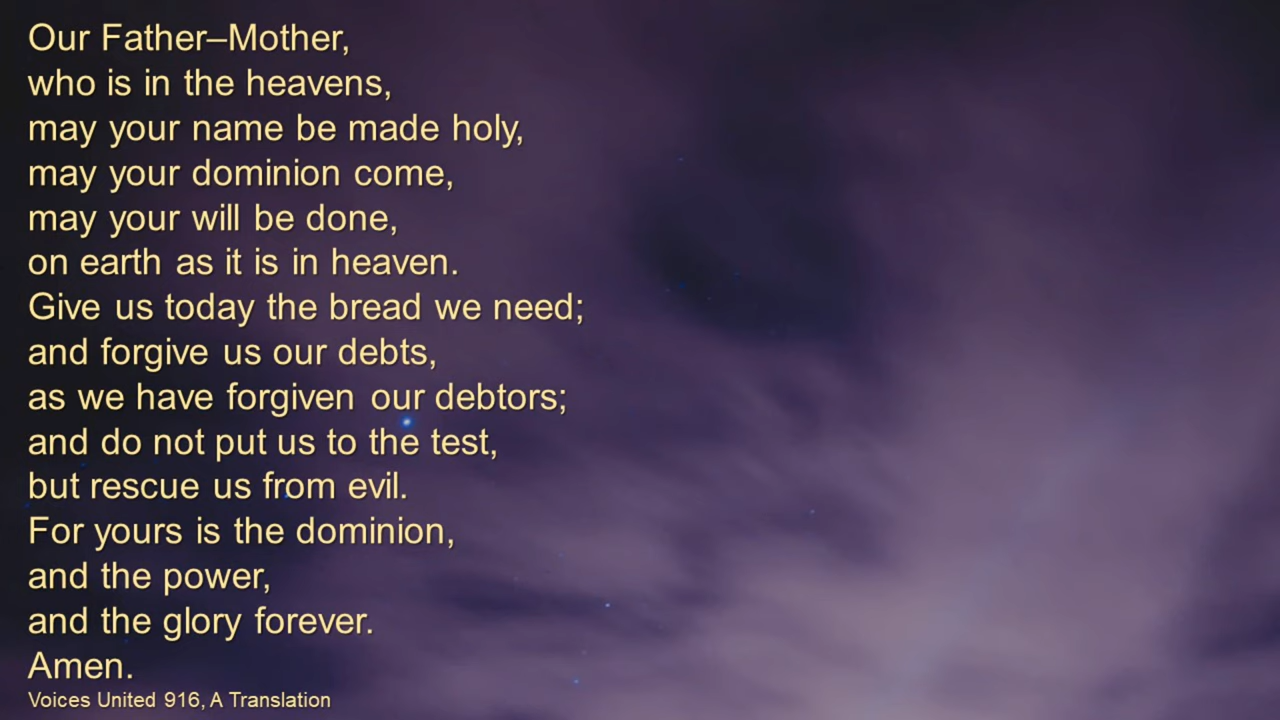 Our Father–Mother,
who is in the heavens,
may your name be made holy,
may your dominion come,
may your will be done,
on earth as it is in heaven.
Give us today the bread we need;
and forgive us our debts,
as we have forgiven our debtors;
and do not put us to the test,
but rescue us from evil.
For yours is the dominion,
and the power,
and the glory forever.
Amen.
Voices United 916, A Translation